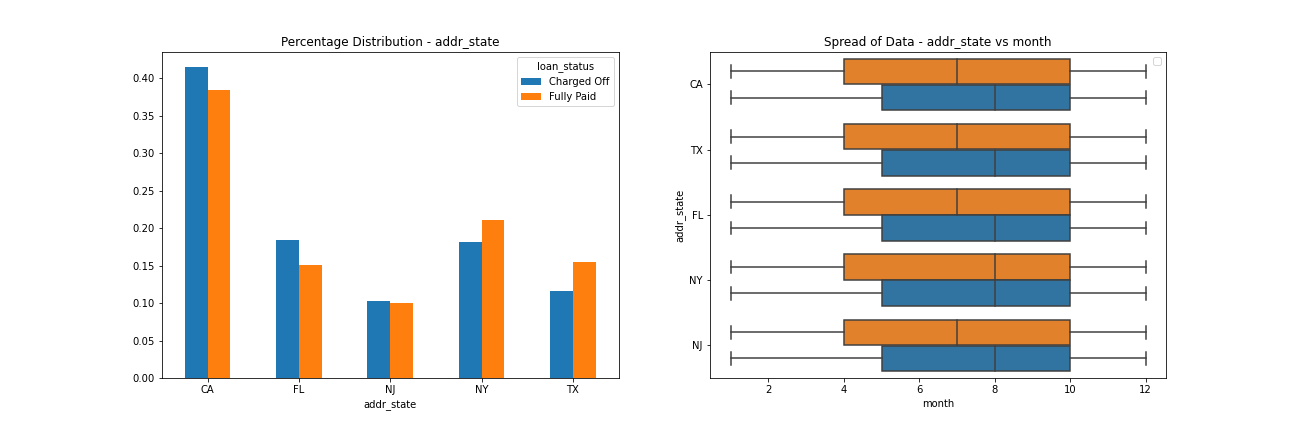 Percentage Distribution - addr_state
loan_status
Charged Off
Fully Paid
0.40
0.35
0.30
0.25
0.20
0.15
0.10
0.05
0.00
CA FL NJ NY TX
addr_state
Spread of Data - addr_state vs month
addr_state
CA
TX
FL
NY
NJ
2 4 6 8 10 12
month